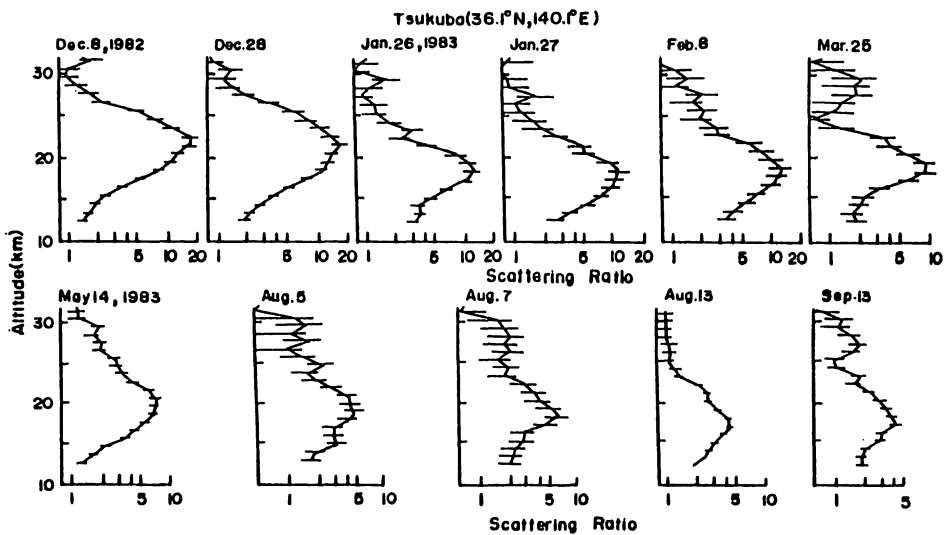 Tsukuba(36.1°N,140.1°E)
Dec.8,1982 Dec.28 Jan.26,1983 Jan.27 Feb.8 Mar.25
30
20
10
1 5 10 20 1 5 10 20 1 5 10 20 1 5 10 20 1 5 10 20 1 5 10
Scattering Ratio
Altitude(km)
May 14, 1983 Aug.5 Aug.7 Aug.13 Sep.13
30
20
10
1 5 10 1 5 10 1 5 10 1 5 10 1 5
Scattering Ratio